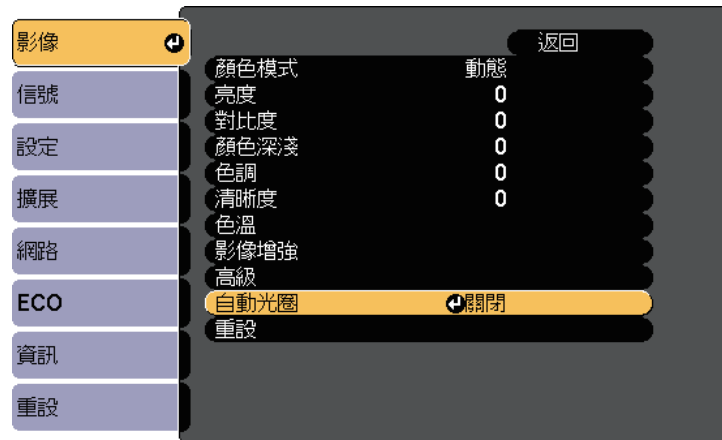 影像
信號
設定
擴展
網路
ECO
資訊
重設
返回
顏色模式 動態
亮度 0
對比度 0
顏色深淺 0
色調 0
清晰度 0
色溫
影像增強
高級
自動光圈 關閉
重設